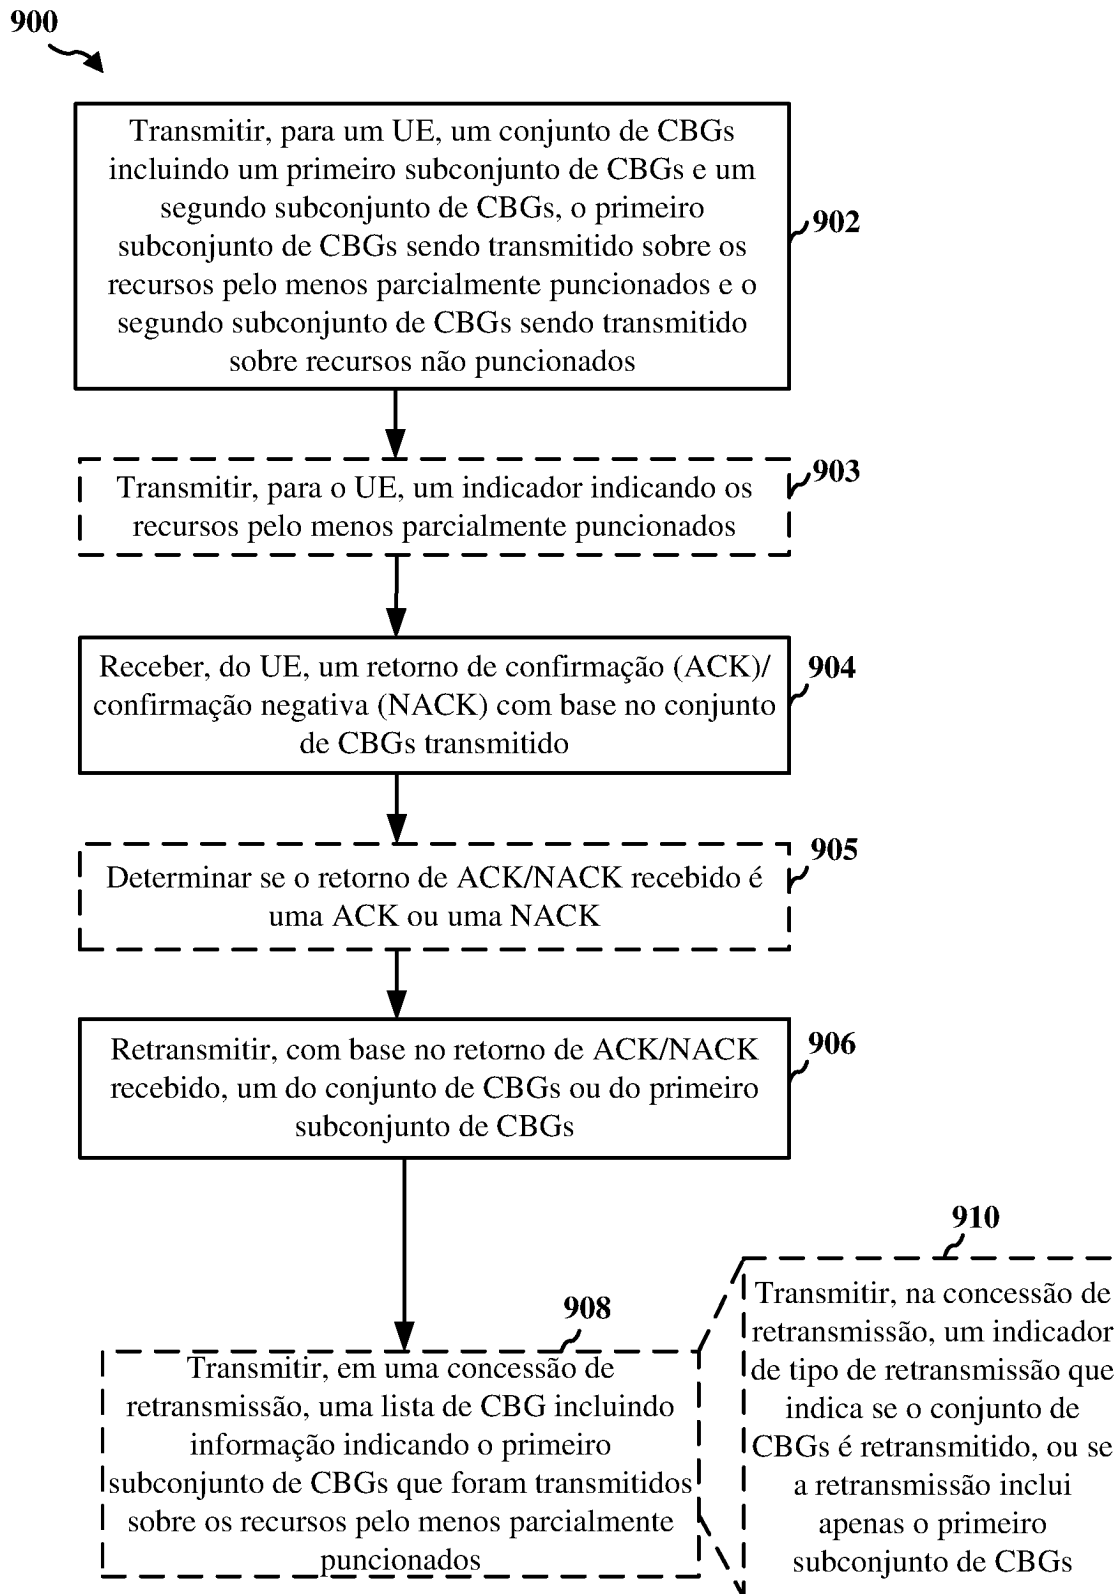 900
Transmitir, para um UE, um conjunto de CBGs
incluindo um primeiro subconjunto de CBGs e um
segundo subconjunto de CBGs, o primeiro
subconjunto de CBGs sendo transmitido sobre os
recursos pelo menos parcialmente puncionados e o
segundo subconjunto de CBGs sendo transmitido
sobre recursos não puncionados
902
Transmitir, para o UE, um indicador indicando os
recursos pelo menos parcialmente puncionados
903
Receber, do UE, um retorno de confirmação (ACK)/
confirmação negativa (NACK) com base no conjunto
de CBGs transmitido
904
Determinar se o retorno de ACK/NACK recebido é
uma ACK ou uma NACK
905
Retransmitir, com base no retorno de ACK/NACK
recebido, um do conjunto de CBGs ou do primeiro
subconjunto de CBGs
906
908
Transmitir, em uma concessão de
retransmissão, uma lista de CBG incluindo
informação indicando o primeiro
subconjunto de CBGs que foram transmitidos
sobre os recursos pelo menos parcialmente
puncionados
910
Transmitir, na concessão de
retransmissão, um indicador
de tipo de retransmissão que
indica se o conjunto de
CBGs é retransmitido, ou se
a retransmissão inclui
apenas o primeiro
subconjunto de CBGs